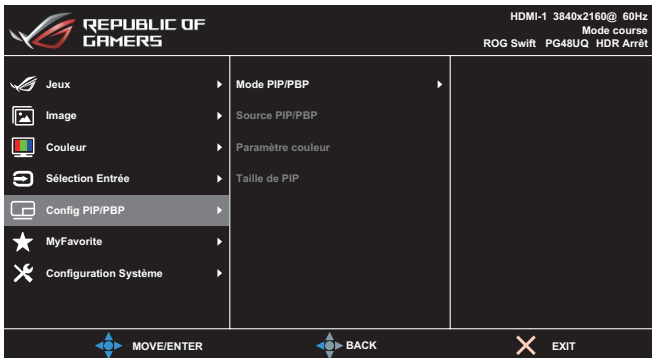 REPUBLIC OF
GAMERS
HDMI-1 3840x2160@ 60Hz
Mode course
ROG Swift PG48UQ HDR Arrêt
Jeux
Image
Couleur
Sélection Entrée
Config PIP/PBP
MyFavorite
Configuration Système
Mode PIP/PBP
Source PIP/PBP
Paramètre couleur
Taille de PIP
MOVE/ENTER
BACK
EXIT